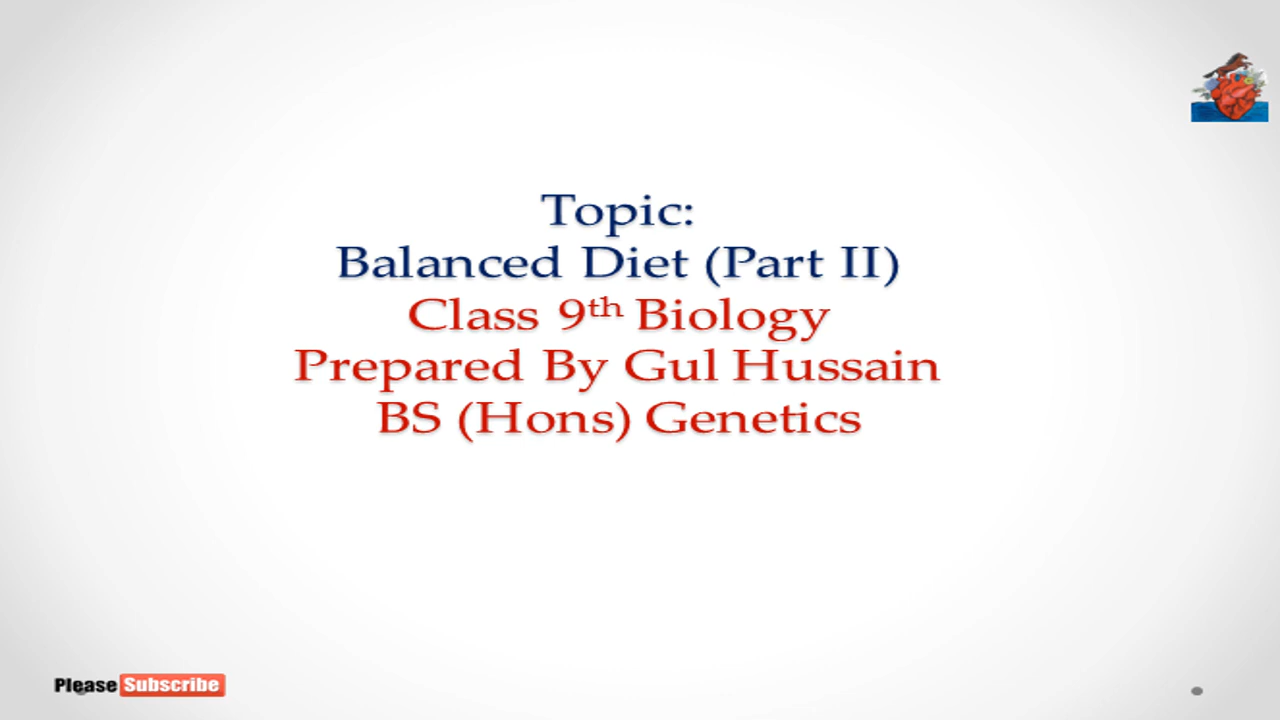 Topic:
Balanced Diet (Part II)
Class 9th Biology
Prepared By Gul Hussain
BS (Hons) Genetics
Please Subscribe